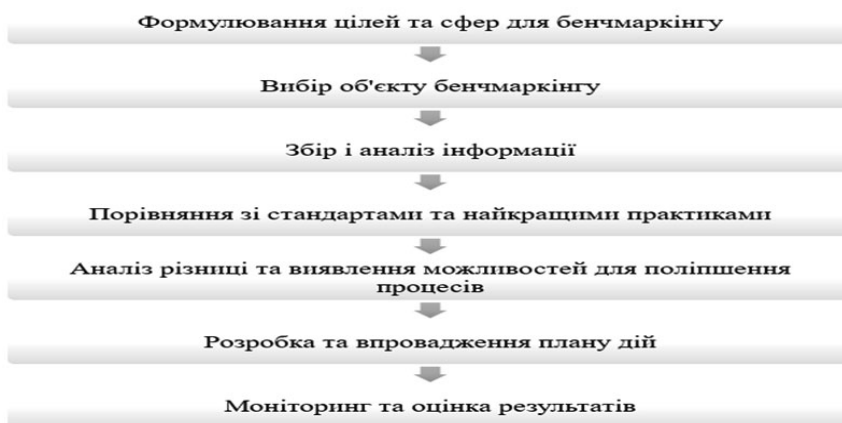 Формулювання цілей та сфер для бенчмаркінгу
Вибір об'єкту бенчмаркінгу
Збір і аналіз інформації
Порівняння зі стандартами та найкращими практиками
Аналіз різниці та виявлення можливостей для поліпшення
процесів
Розробка та впровадження плану дій
Моніторинг та оцінка результатів